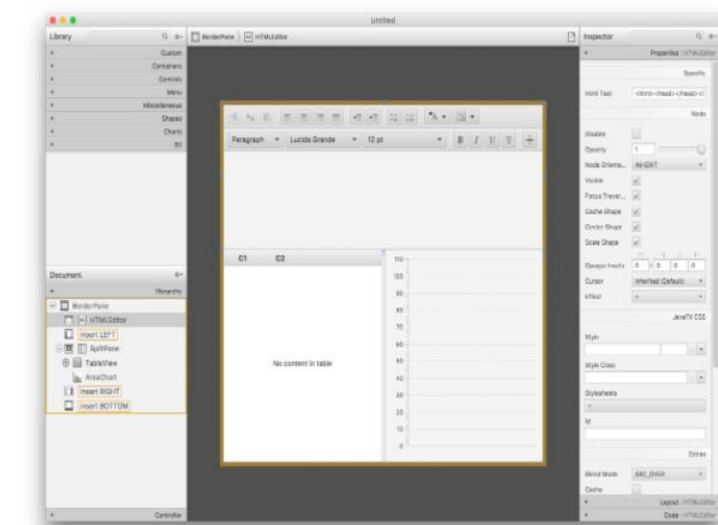 Untitled
Library
Custom
Containers
Controls
Menu
Miscellaneous
Shapes
Charts
3D
Document
Hierarchy
BorderPane
HTMLEditor
insert LEFT
SplitPane
TableView
AreaChart
insert RIGHT
insert BOTTOM
Controller
BorderPane HTMLEditor
Paragraph Lucida Grande 12 pt B I U
C1 C2
No content in table
110
100
90
80
70
60
50
40
30
20
10
0
Inspector
Properties : HTMLEditor
Specific
Html Text <html><head></head><
Node
Disable
Opacity 1
Node Orienta... INHERIT
Visible
Focus Traver...
Cache Shape
Center Shape
Scale Shape
Opaque Insets 0 0 0 0
Cursor Inherited (Default)
Effect +
JavaFX CSS
Style
Style Class
Stylesheets
+
Id
Extras
Blend Mode SRC_OVER
Cache
Layout : HTMLEditor
Code : HTMLEditor